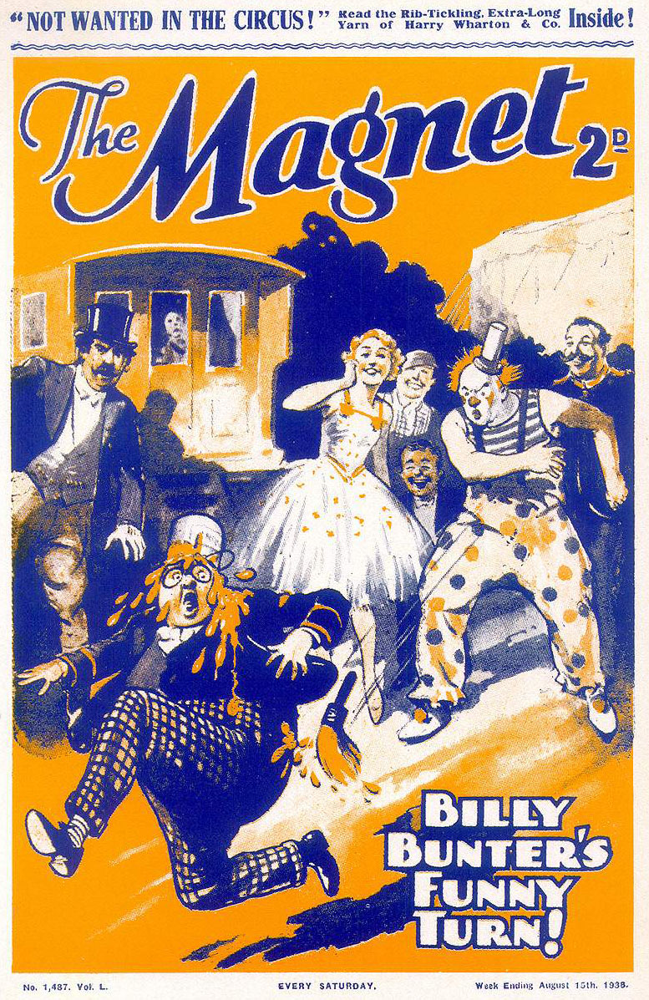 "NOT WANTED IN THE CIRCUS!" Read the Rib-Tickling, Extra-Long Yarn of Harry Wharton & Co. Inside!
The Magnet 2D
BILLY
BUNTER'S
FUNNY
TURN!
No. 1,487. Vol. L. EVERY SATURDAY. Week Ending August 15th, 1936.